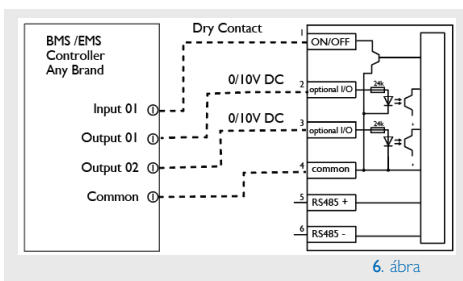 Dry Contact
BMS /EMS
Controller
Any Brand
1
ON/OFF
0/10V DC
2
optional I/O
24k
Input 01
Output 01
0/10V DC
3
optional I/O
24k
Output 02
4
common
Common
5
RS485 +
6
RS485 -
6. ábra